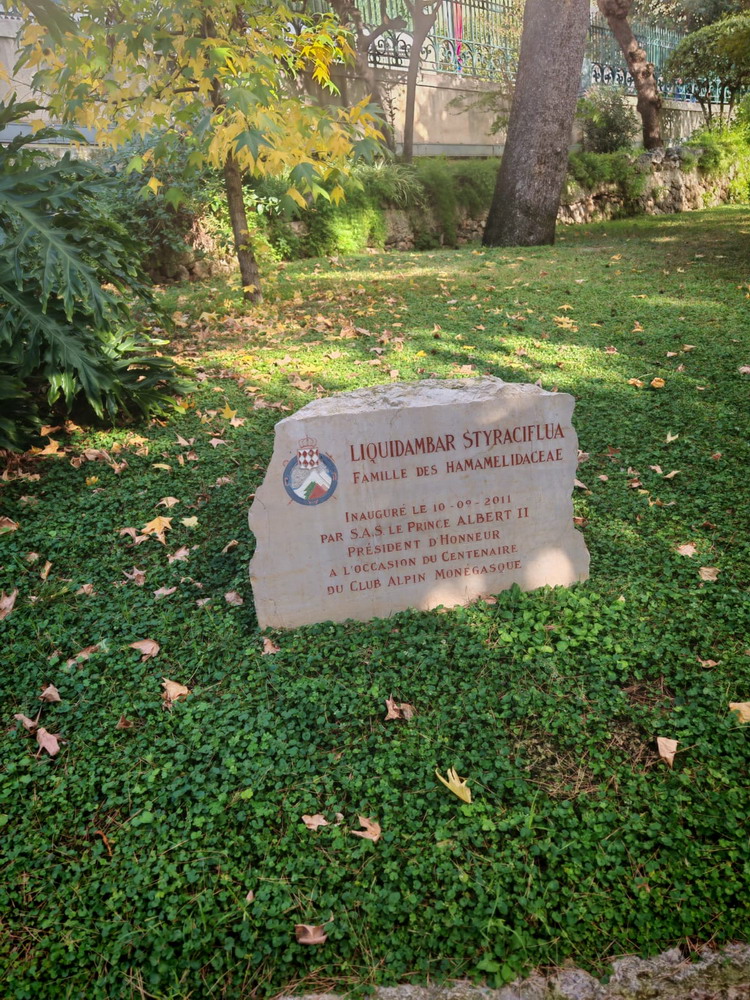 LIQUIDAMBAR STYRACIFLUA
FAMILLE DES HAMAMELIDACEAE
INAUGURÉ LE 10-09-2011
PAR S.A.S LE PRINCE ALBERT II
PRÉSIDENT D'HONNEUR
A L'OCCASION DU CENTENAIRE
DU CLUB ALPIN MONÉGASQUE